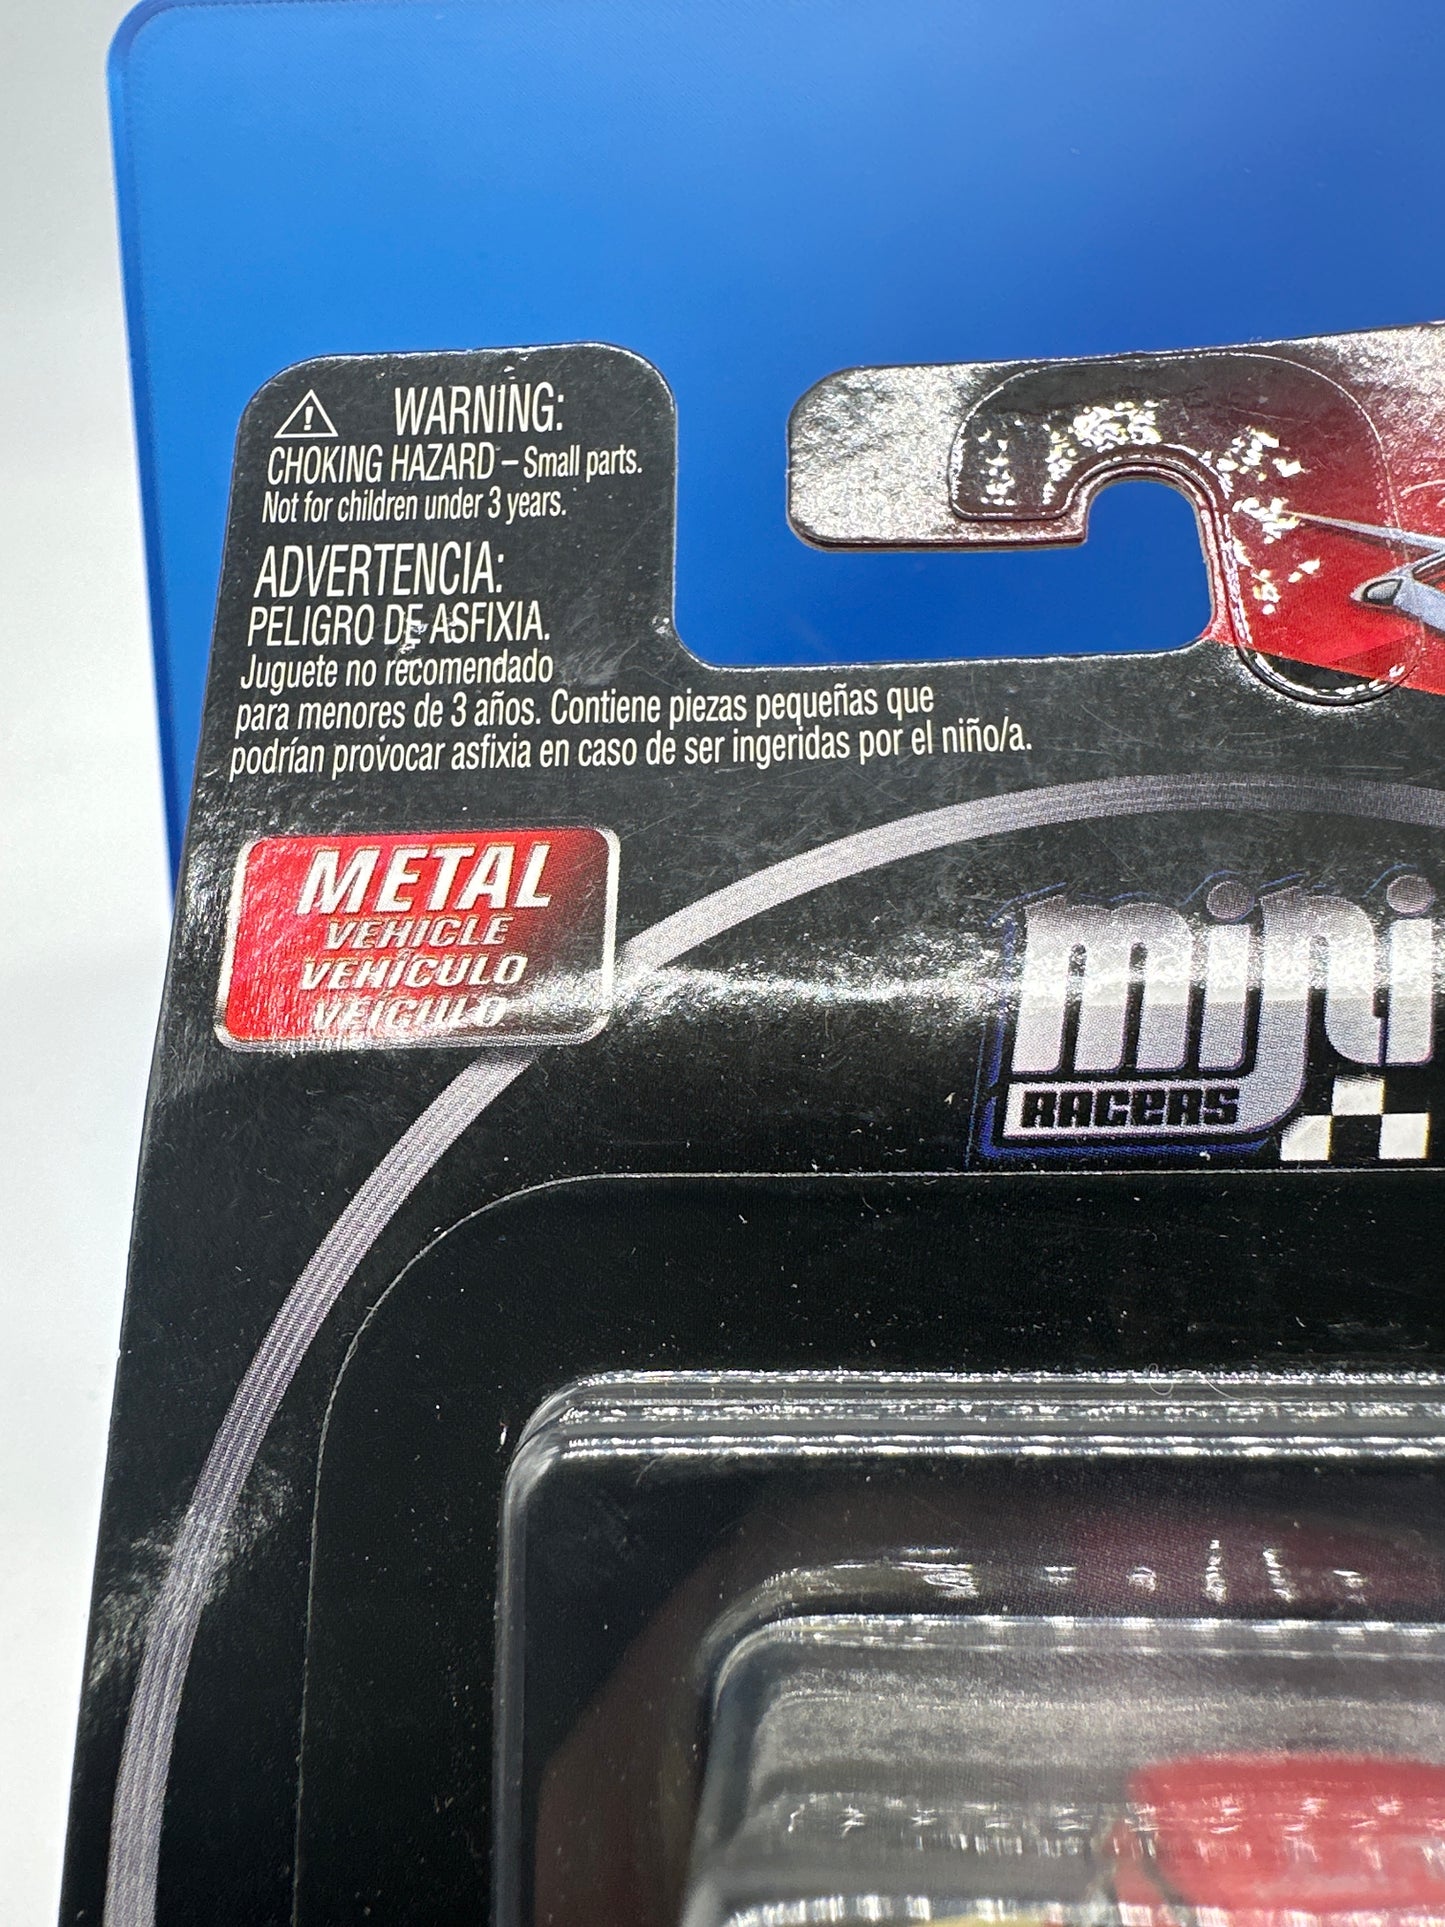 WARNING:
CHOKING HAZARD – Small parts.
Not for children under 3 years.
ADVERTENCIA:
PELIGRO DE ASFIXIA.
Juguete no recomendado
para menores de 3 años. Contiene piezas pequeñas que
podrían provocar asfixia en caso de ser ingeridas por el niño/a.
METAL
VEHICLE
VEHÍCULO
VEÍCULO
mini
RACERS